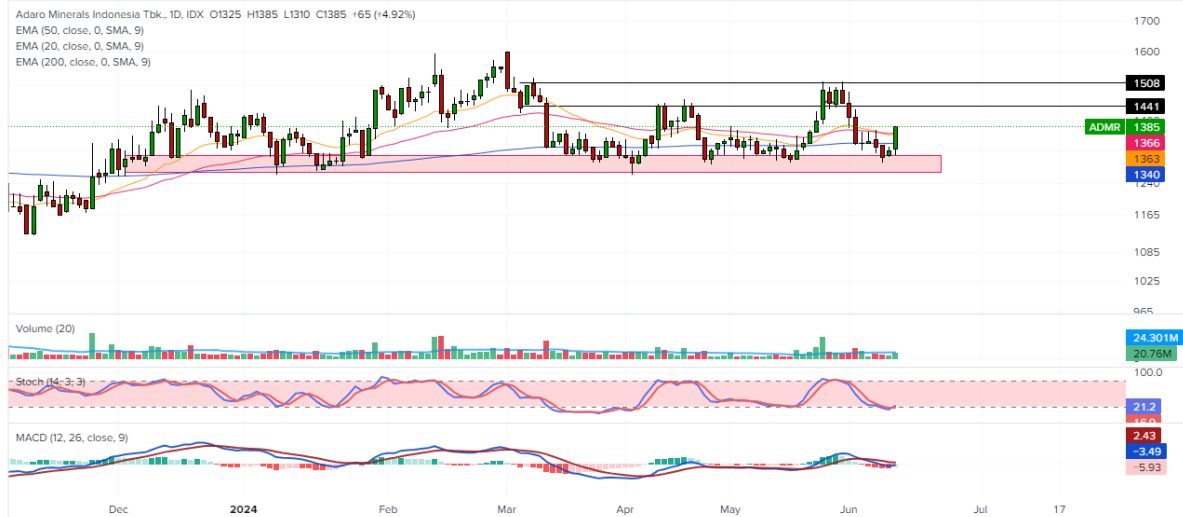 Adaro Minerals Indonesia Tbk., 1D, IDX O1325 H1385 L1310 C1385 +65 (+4.92%)
EMA (50, close, 0, SMA, 9)
EMA (20, close, 0, SMA, 9)
EMA (200, close, 0, SMA, 9)
1700
1600
1508
1441
ADMR 1385
1366
1363
1340
1240
1165
1085
1025
965
Volume (20)
24.301M
20.76M
Stoch (14, 3, 3)
100.0
21.2
MACD (12, 26, close, 9)
2.43
−3.49
−5.93
Dec 2024 Feb Mar Apr May Jun Jul 17